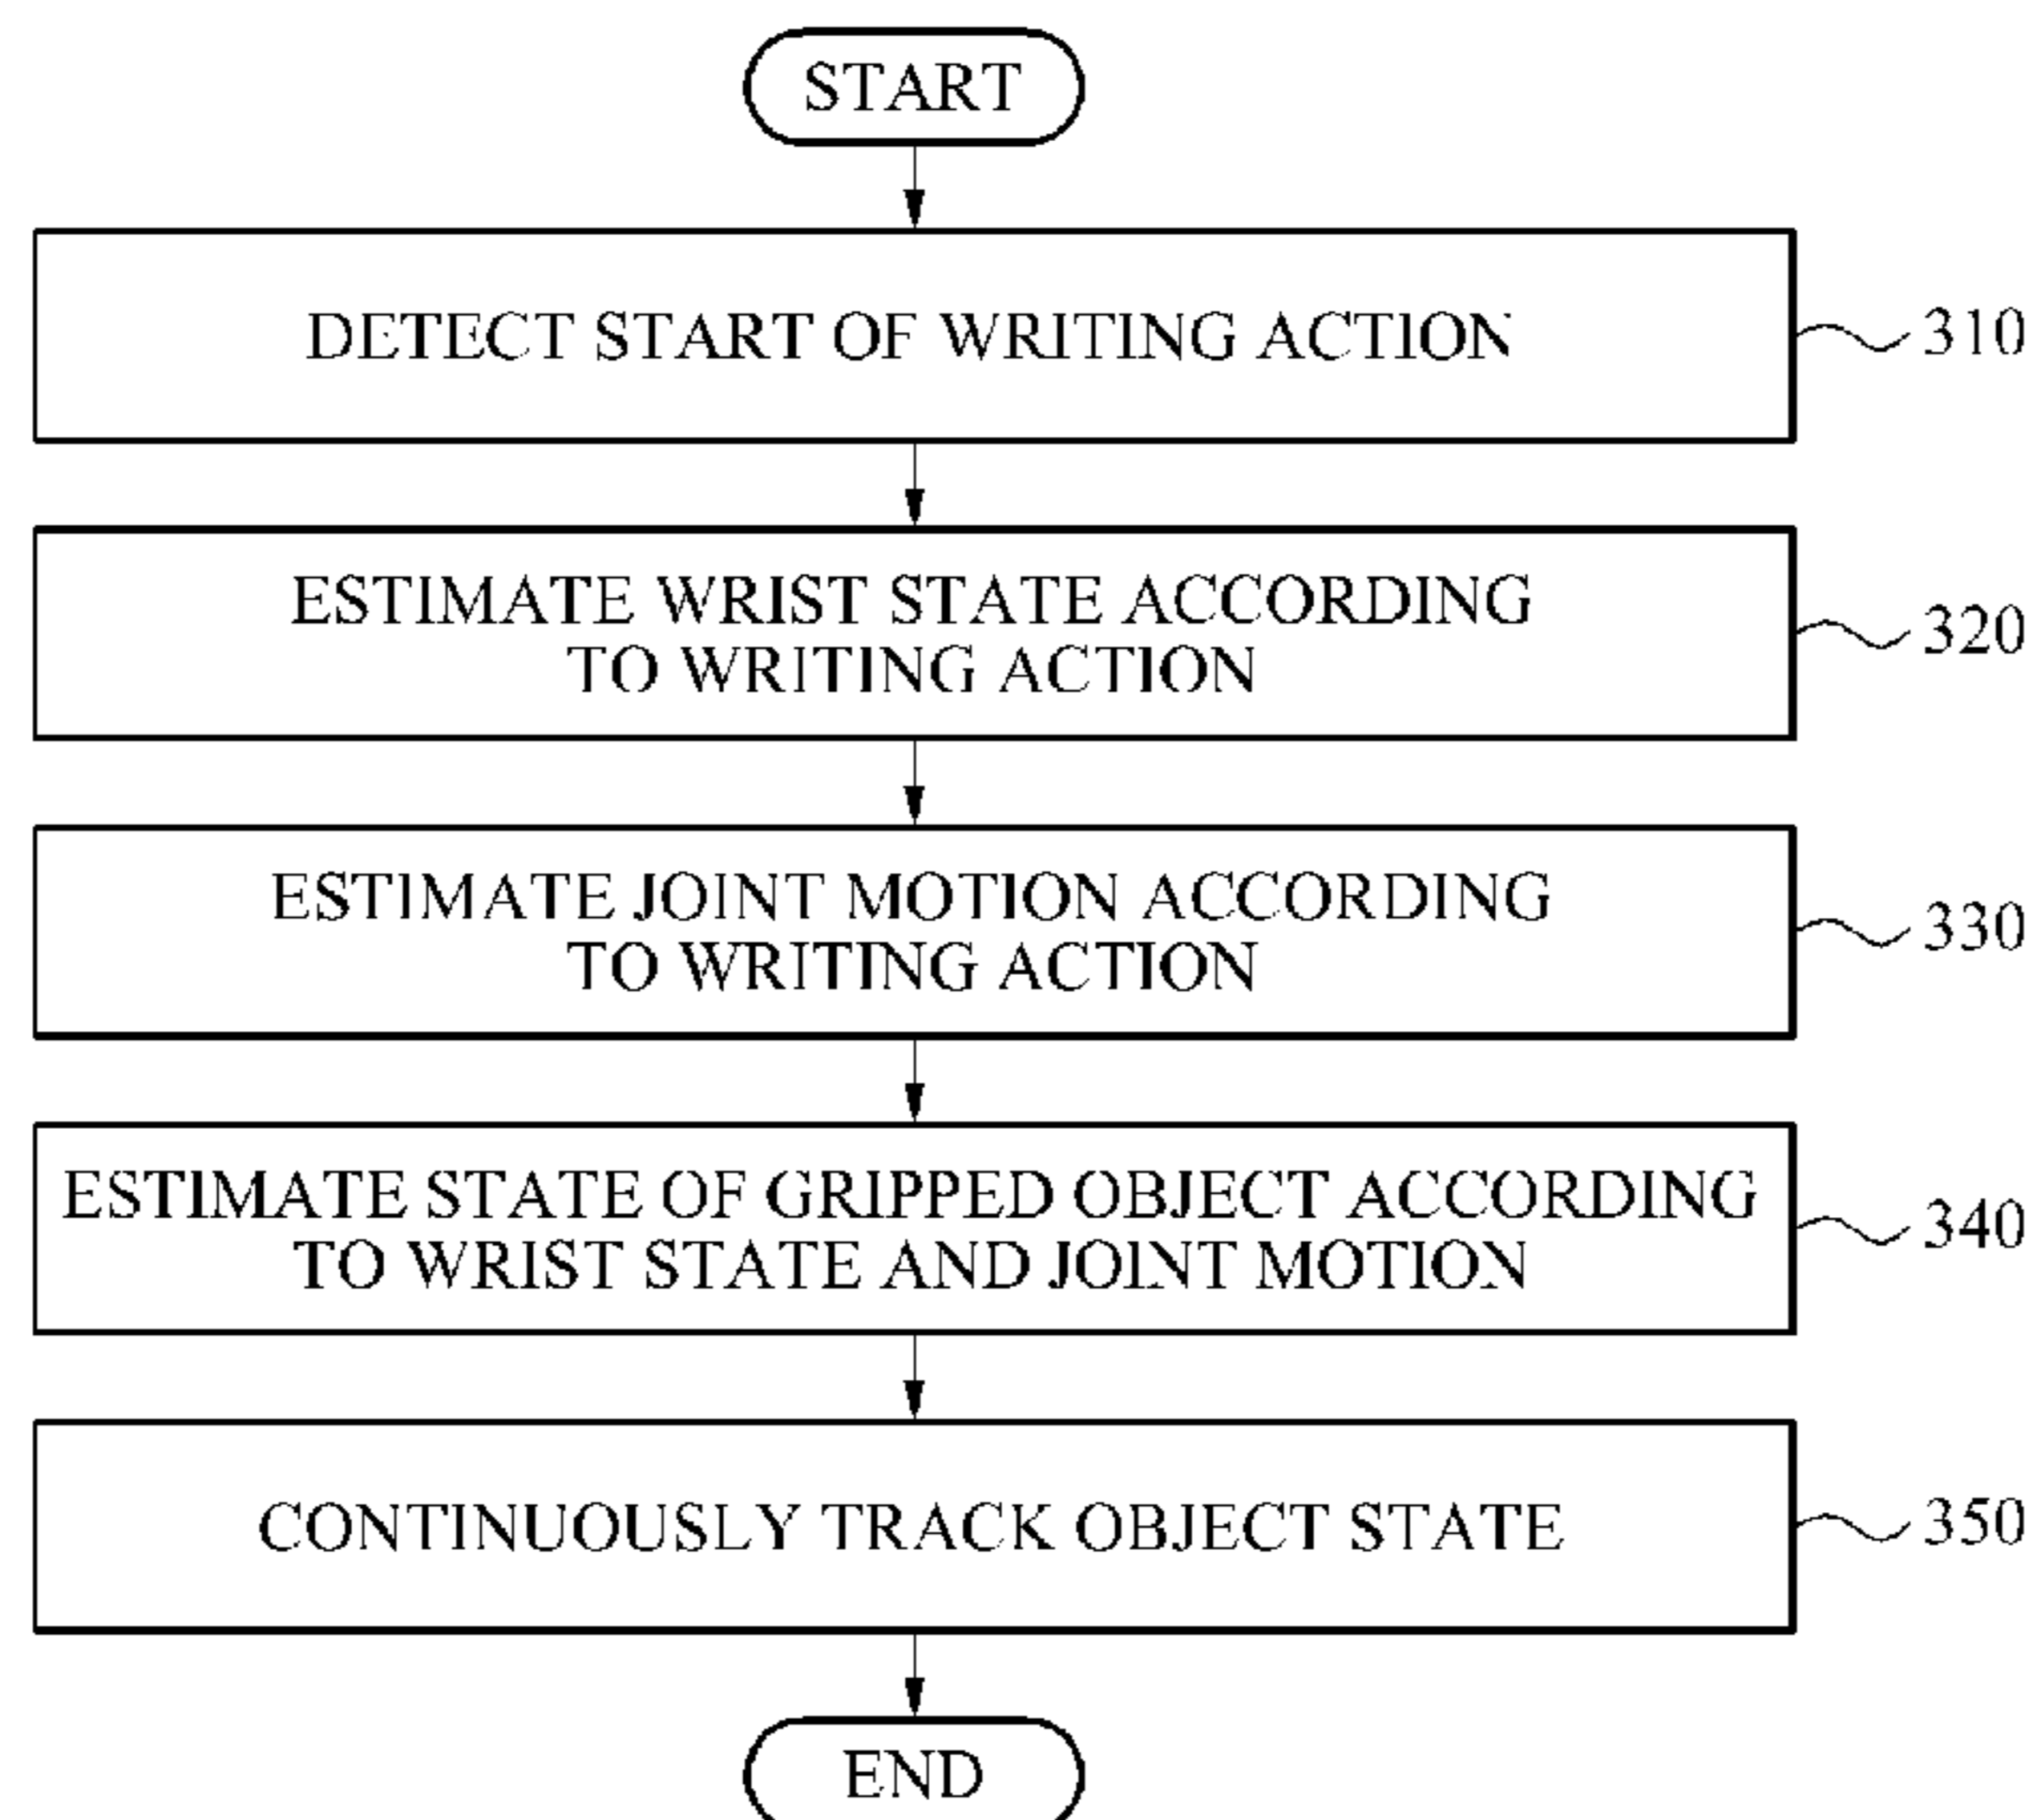 START
DETECT START OF WRITING ACTION
310
ESTIMATE WRIST STATE ACCORDING
TO WRITING ACTION
320
ESTIMATE JOINT MOTION ACCORDING
TO WRITING ACTION
330
ESTIMATE STATE OF GRIPPED OBJECT ACCORDING
TO WRIST STATE AND JOINT MOTION
340
CONTINUOUSLY TRACK OBJECT STATE
350
END